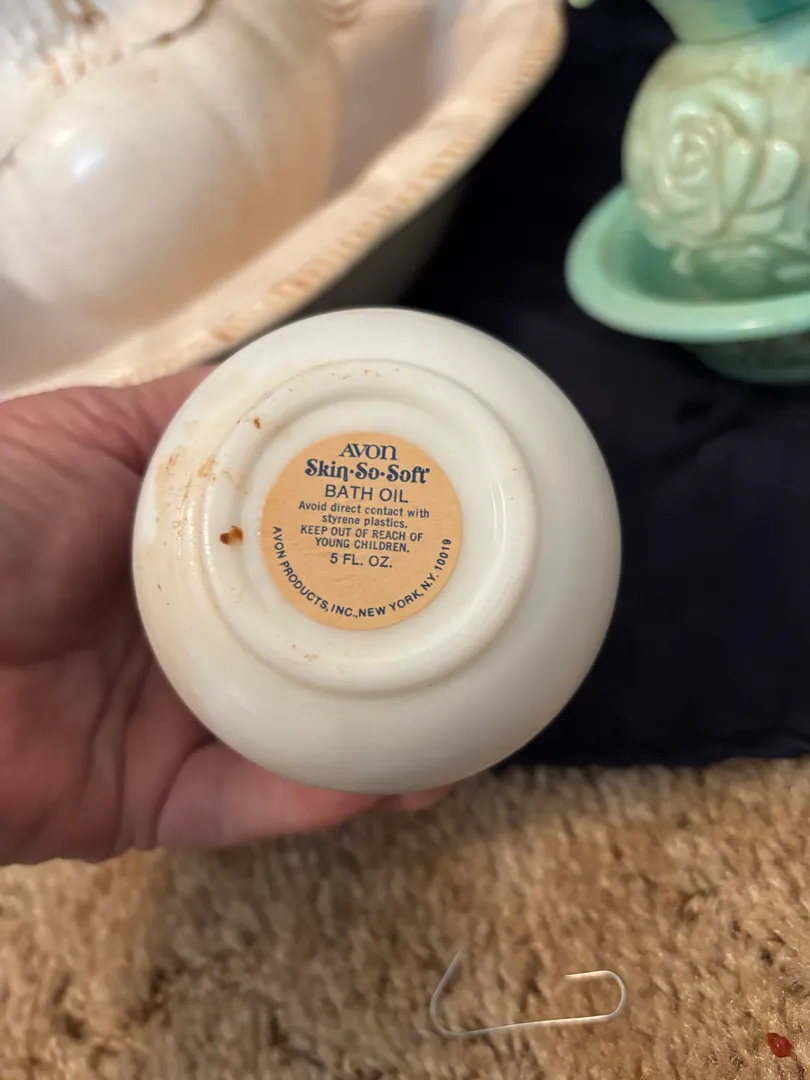 AVON
Skin·So·Soft
BATH OIL
Avoid direct contact with
styrene plastics.
KEEP OUT OF REACH OF
YOUNG CHILDREN.
5 FL. OZ.
AVON PRODUCTS, INC., NEW YORK, N.Y. 10019